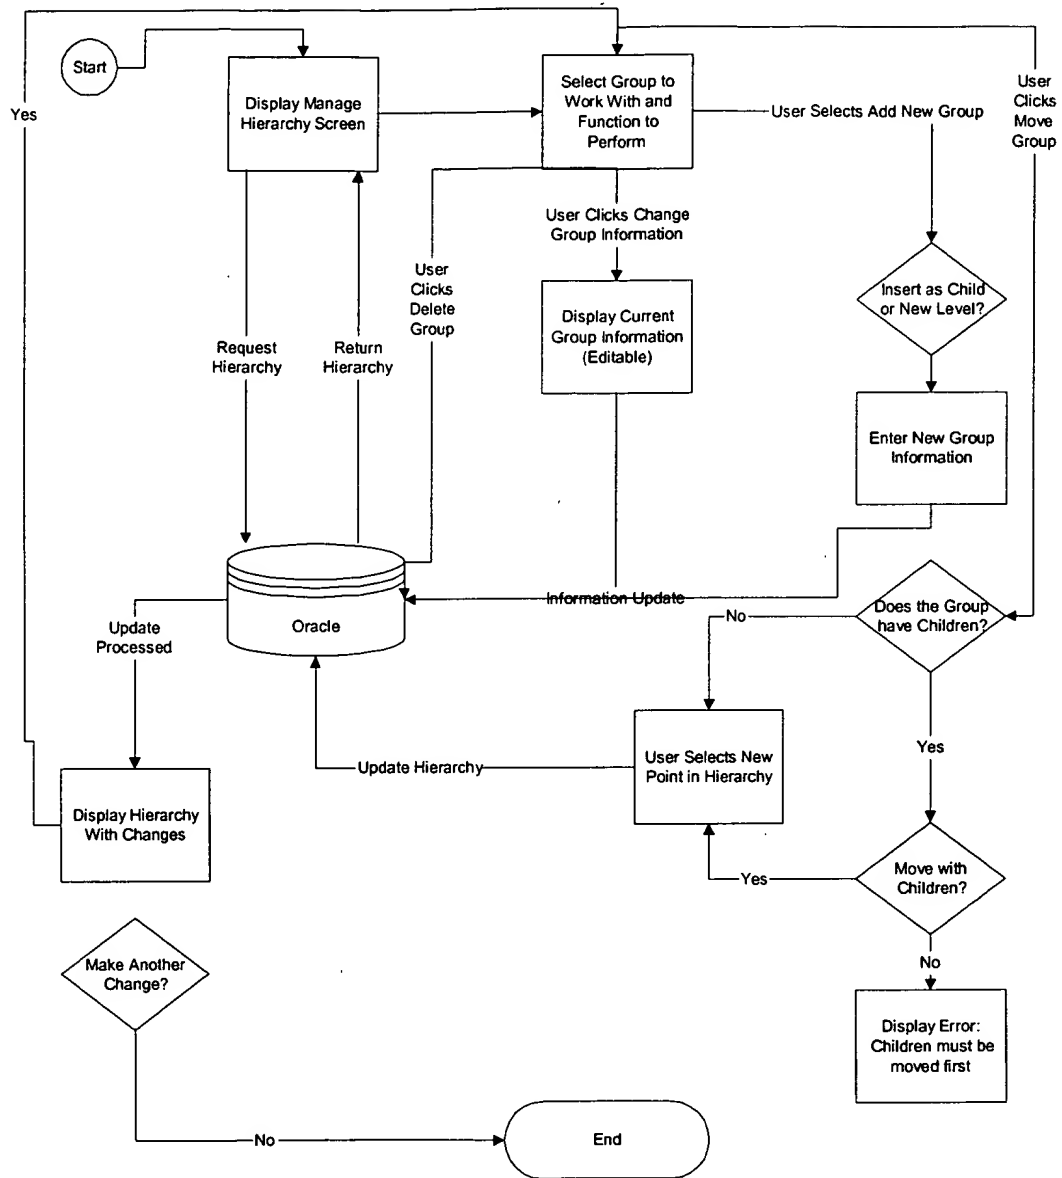 Start
Display Manage
Hierarchy Screen
Select Group to
Work With and
Function to
Perform
User Selects Add New Group
User
Clicks
Move
Group
Yes
User Clicks Change
Group Information
User
Clicks
Delete
Group
Insert as Child
or New Level?
Display Current
Group Information
(Editable)
Request
Hierarchy
Return
Hierarchy
Enter New Group
Information
Oracle
Information Update
Does the Group
have Children?
No
Update
Processed
Yes
User Selects New
Point in Hierarchy
Update Hierarchy
Display Hierarchy
With Changes
Move with
Children?
Yes
No
Make Another
Change?
Display Error:
Children must be
moved first
No
End